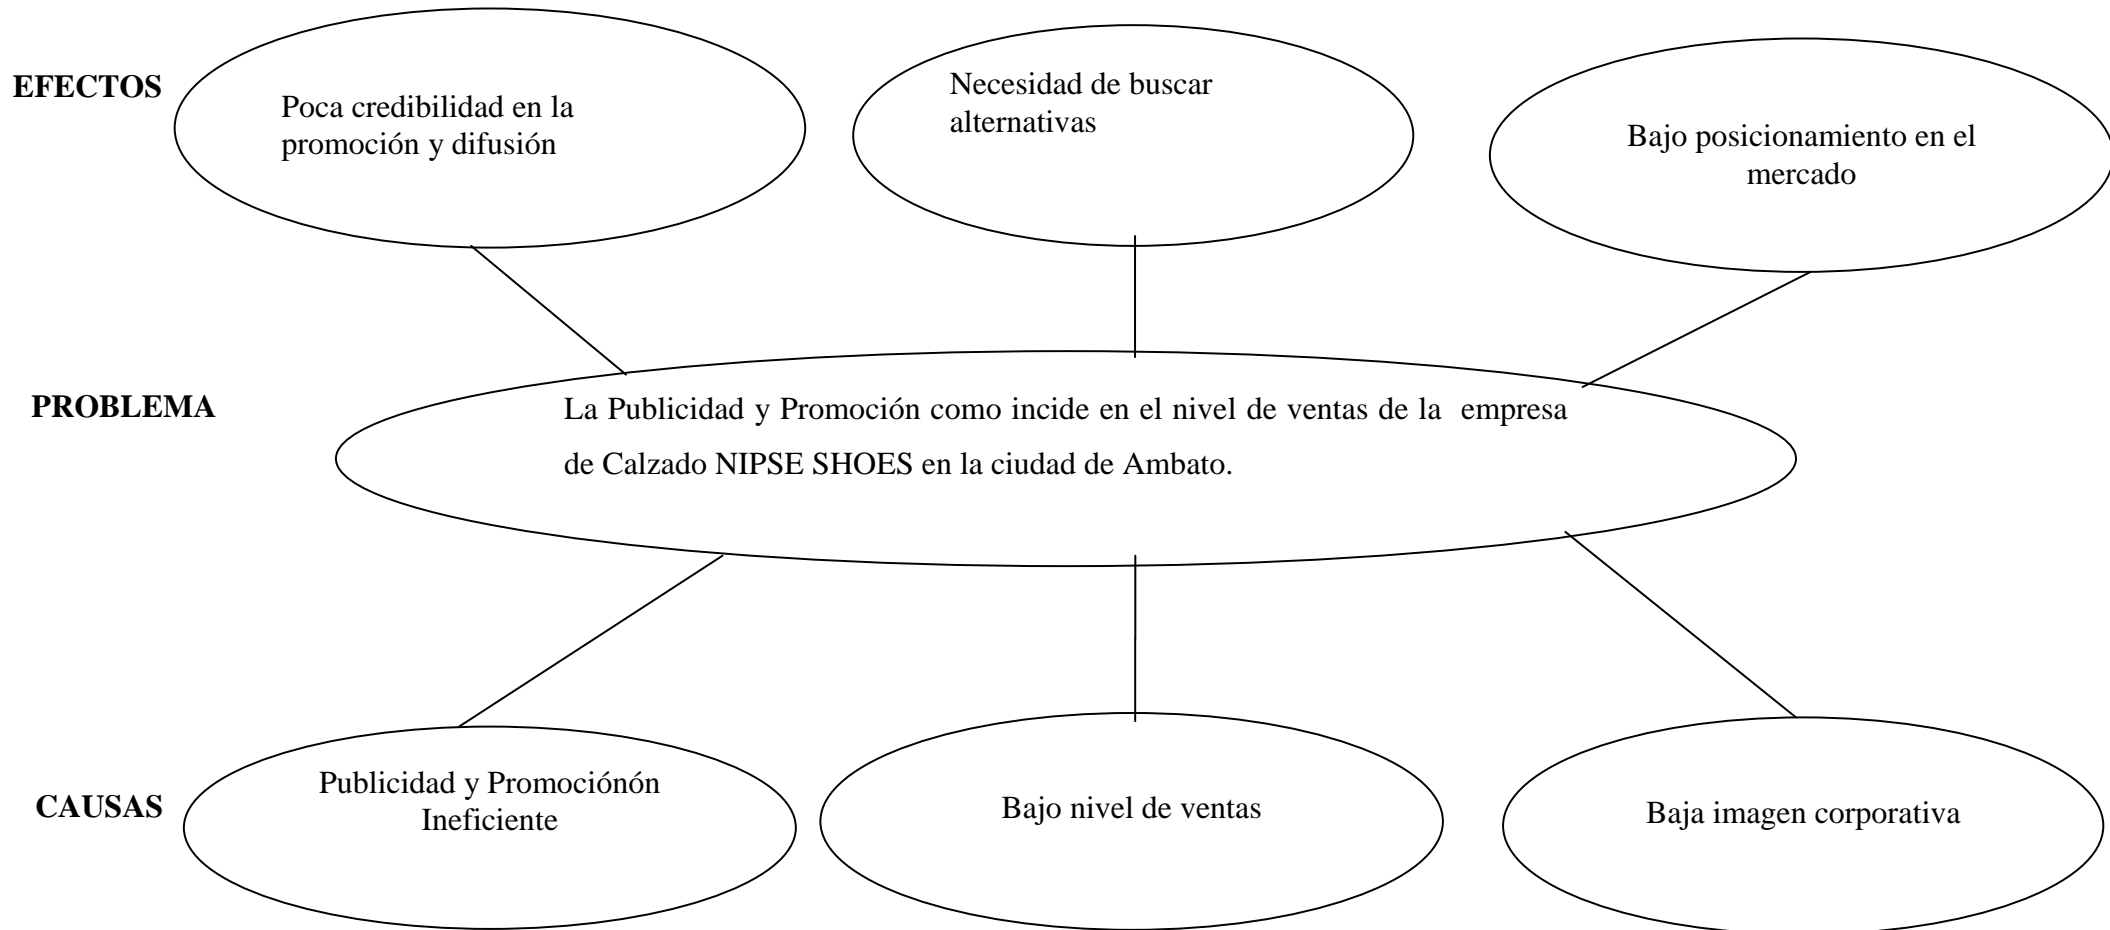 EFECTOS
Poca credibilidad en la
promoción y difusión
Necesidad de buscar
alternativas
Bajo posicionamiento en el
mercado
PROBLEMA
La Publicidad y Promoción como incide en el nivel de ventas de la empresa
de Calzado NIPSE SHOES en la ciudad de Ambato.
CAUSAS
Publicidad y Promociónón
Ineficiente
Bajo nivel de ventas
Baja imagen corporativa